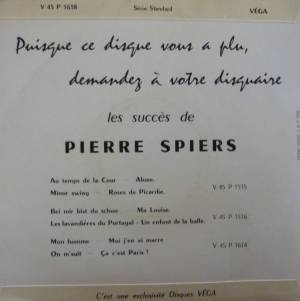 V 45 P 1638 Série Standard VÉGA
Puisque ce disque vous a plu,
demandez à votre disquaire
les succès de
PIERRE SPIERS
Au temps de la Cour — Alone.
Minor swing — Roses de Picardie.
V 45 P 1515
Bei mir bist du schon — Ma Louise.
Les lavandières du Portugal - Un enfant de la balle.
V 45 P 1516
Mon homme — Moi j'en ai marre
On m'suit — Ça c'est Paris !
V 45 P 1614
C'est une exclusivité Disques VÉGA